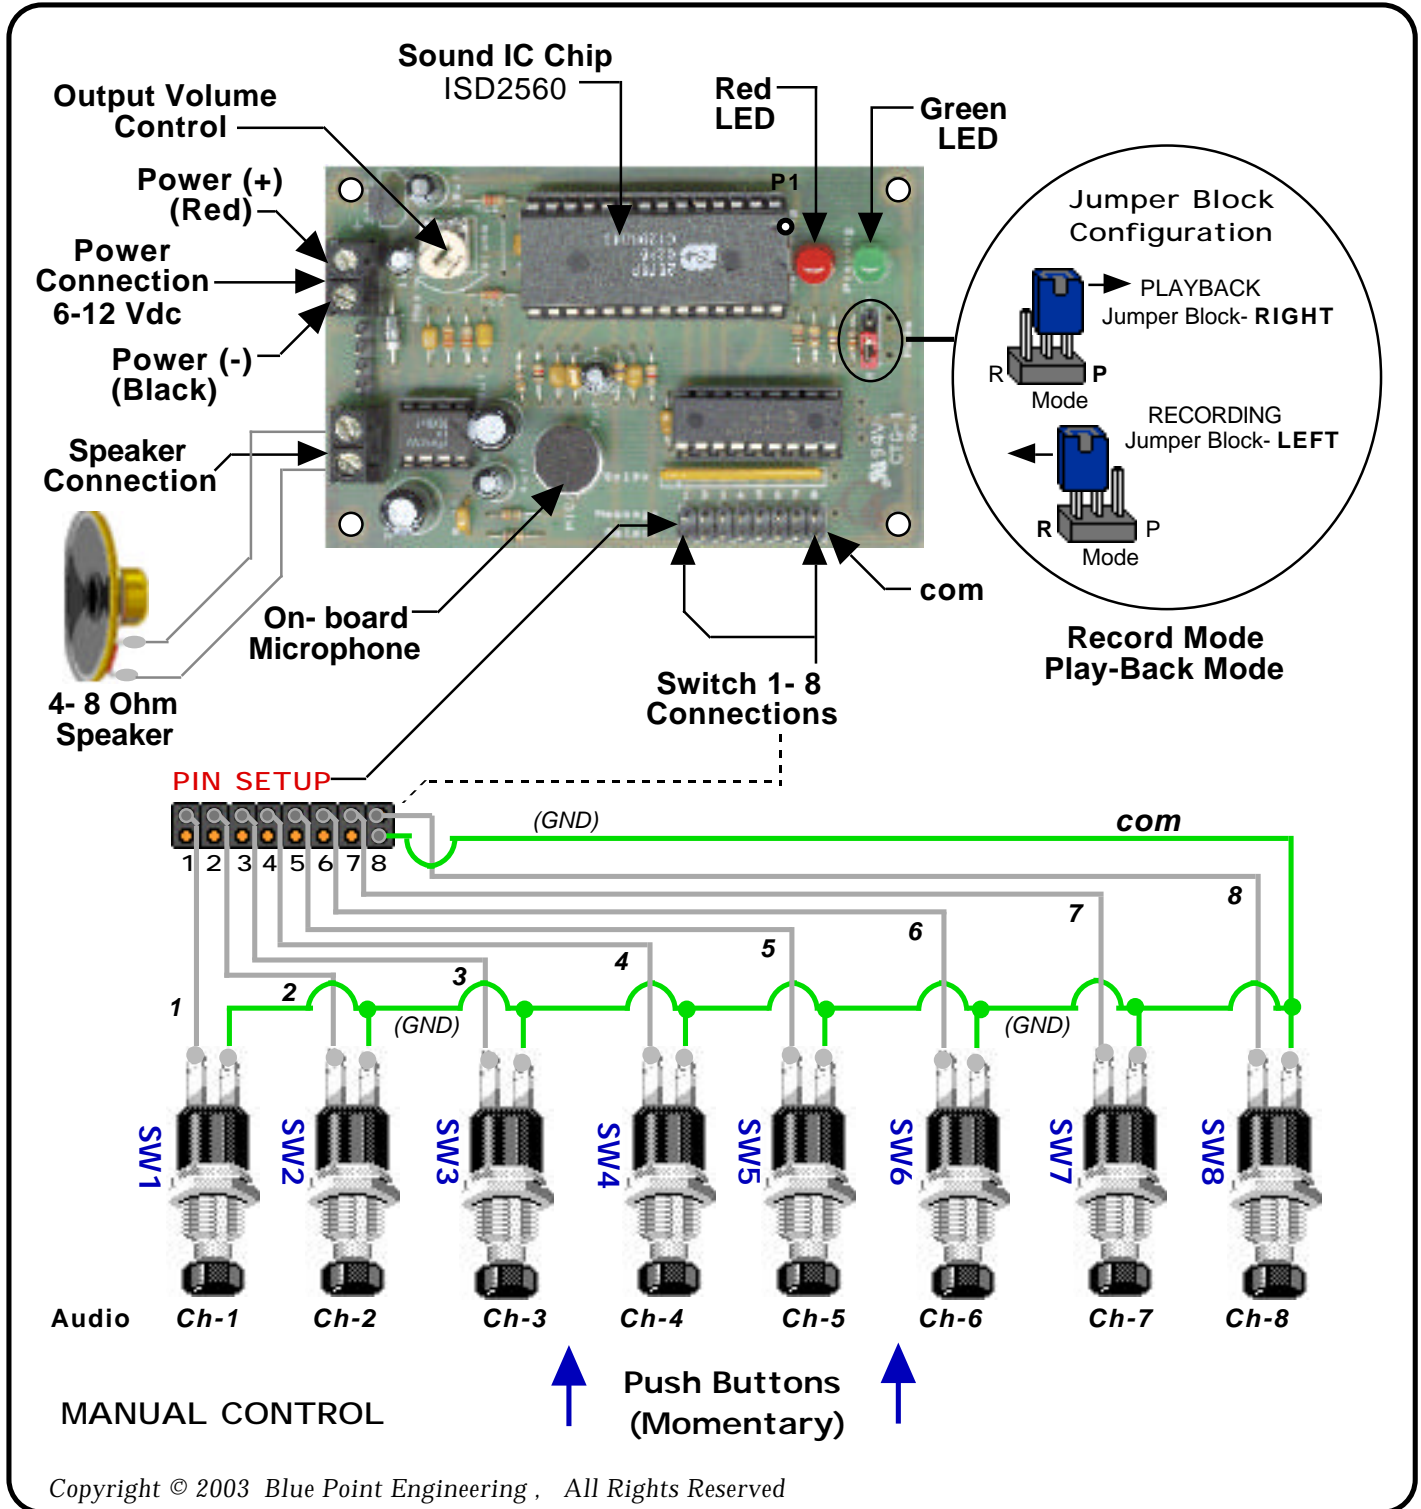 Sound IC Chip
ISD2560
Output Volume
Control
Red
LED
Green
LED
Power (+)
(Red)
Power
Connection
6-12 Vdc
Power (-)
(Black)
Speaker
Connection
P1
94V
CTG-1
Jumper Block
Configuration
PLAYBACK
Jumper Block- RIGHT
R P
Mode
RECORDING
Jumper Block- LEFT
R P
Mode
Record Mode
Play-Back Mode
On- board
Microphone
com
Switch 1- 8
Connections
4- 8 Ohm
Speaker
PIN SETUP
1 2 3 4 5 6 7 8
(GND)
com
1 2 3 4 5 6 7 8
(GND) (GND)
SW1 SW2 SW3 SW4 SW5 SW6 SW7 SW8
Audio Ch-1 Ch-2 Ch-3 Ch-4 Ch-5 Ch-6 Ch-7 Ch-8
Push Buttons
(Momentary)
MANUAL CONTROL
Copyright © 2003 Blue Point Engineering , All Rights Reserved